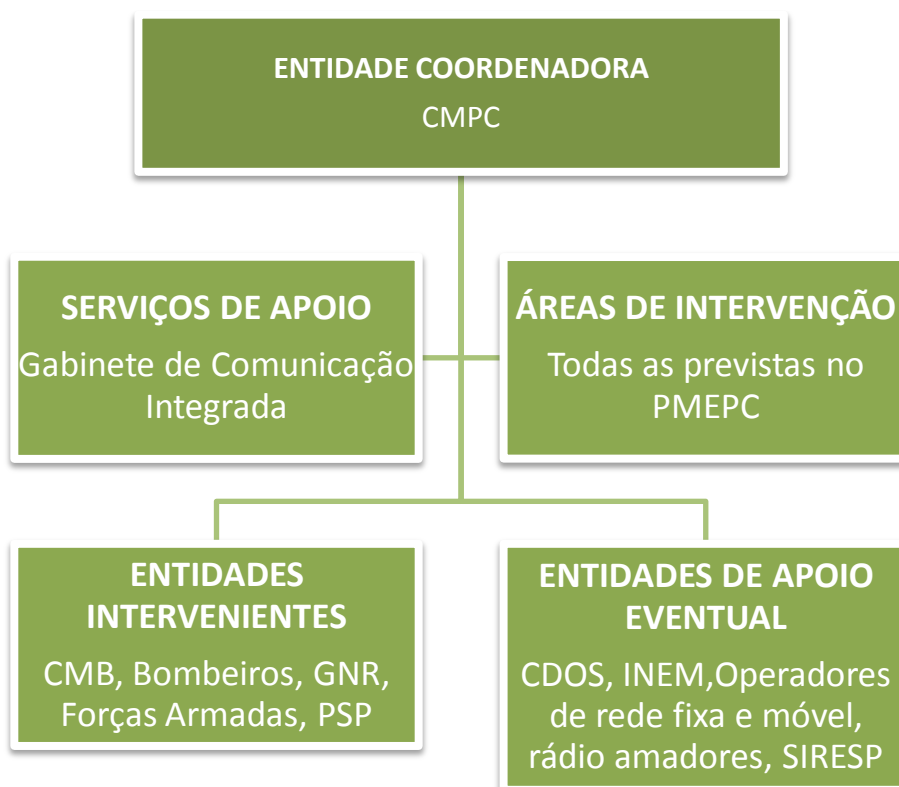 ENTIDADE COORDENADORA
CMPC
SERVIÇOS DE APOIO
Gabinete de Comunicação
Integrada
ÁREAS DE INTERVENÇÃO
Todas as previstas no
PMEPC
ENTIDADES
INTERVENIENTES
CMB, Bombeiros, GNR,
Forças Armadas, PSP
ENTIDADES DE APOIO
EVENTUAL
CDOS, INEM,Operadores
de rede fixa e móvel,
rádio amadores, SIRESP